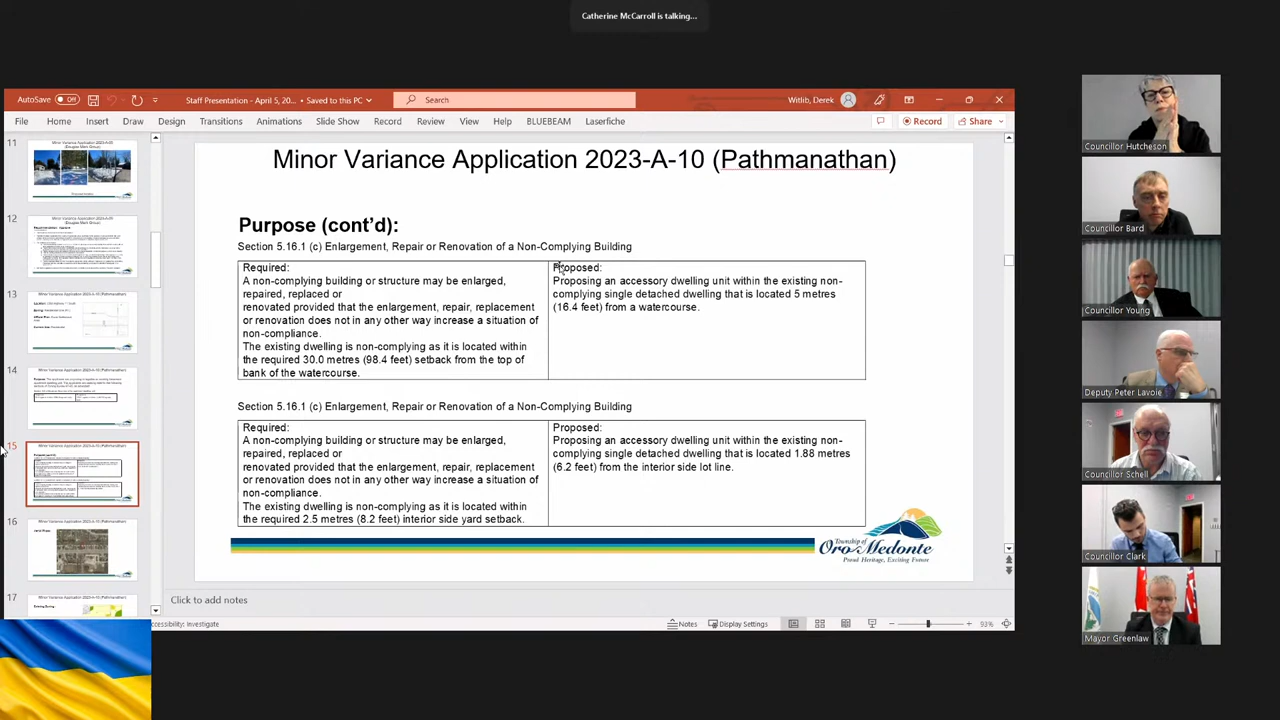 Catherine McCarroll is talking...
AutoSave Off
Staff Presentation - April 5, 20... • Saved to this PC
Search
Witlib, Derek
File Home Insert Draw Design Transitions Animations Slide Show Record Review View Help BLUEBEAM Laserfiche
Record
Share
11
12
13
14
15
16
17
Minor Variance Application 2023-A-10 (Pathmanathan)
Purpose (cont'd):
Section 5.16.1 (c) Enlargement, Repair or Renovation of a Non-Complying Building
Required:
A non-complying building or structure may be enlarged,
repaired, replaced or
renovated provided that the enlargement, repair, replacement
or renovation does not in any other way increase a situation of
non-compliance.
The existing dwelling is non-complying as it is located within
the required 30.0 metres (98.4 feet) setback from the top of
bank of the watercourse.
Proposed:
Proposing an accessory dwelling unit within the existing non-
complying single detached dwelling that is located 5 metres
(16.4 feet) from a watercourse.
Section 5.16.1 (c) Enlargement, Repair or Renovation of a Non-Complying Building
Required:
A non-complying building or structure may be enlarged,
repaired, replaced or
renovated provided that the enlargement, repair, replacement
or renovation does not in any other way increase a situation of
non-compliance.
The existing dwelling is non-complying as it is located within
the required 2.5 metres (8.2 feet) interior side yard setback.
Proposed:
Proposing an accessory dwelling unit within the existing non-
complying single detached dwelling that is located 1.88 metres
(6.2 feet) from the interior side lot line.
Township of
Oro-Medonte
Proud Heritage, Exciting Future
Click to add notes
ccessibility: Investigate
Notes
Display Settings
93%
Councillor Hutcheson
Councillor Bard
Councillor Young
Deputy Peter Lavoie
Councillor Schell
Councillor Clark
Mayor Greenlaw